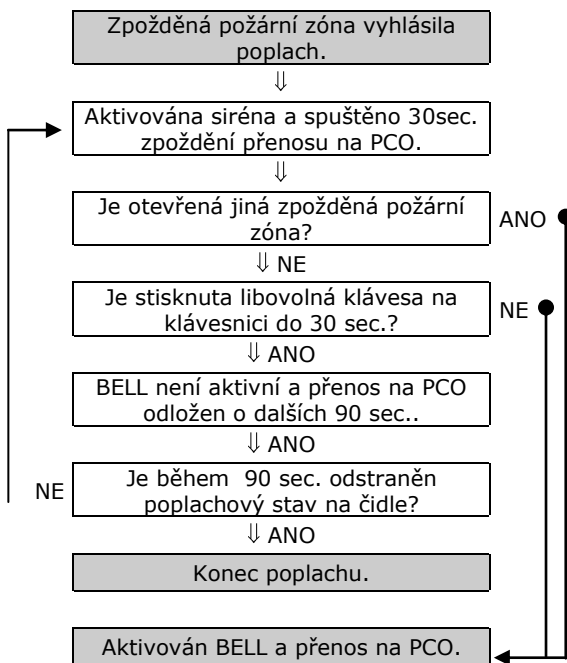 Zpožděná požární zóna vyhlásila
poplach.
⇓
Aktivována siréna a spuštěno 30sec.
zpoždění přenosu na PCO.
⇓
Je otevřená jiná zpožděná požární
zóna?
ANO
⇓ NE
Je stisknuta libovolná klávesa na
klávesnici do 30 sec.?
NE
⇓ ANO
BELL není aktivní a přenos na PCO
odložen o dalších 90 sec..
⇓ ANO
Je během 90 sec. odstraněn
poplachový stav na čidle?
NE
⇓ ANO
Konec poplachu.
Aktivován BELL a přenos na PCO.